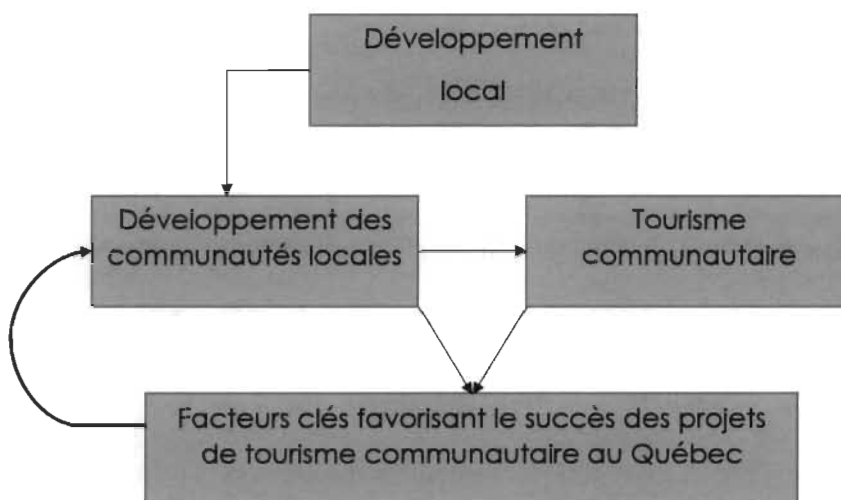 Développement
local
Développement des
communautés locales
Tourisme
communautaire
Facteurs clés favorisant le succès des projets
de tourisme communautaire au Québec